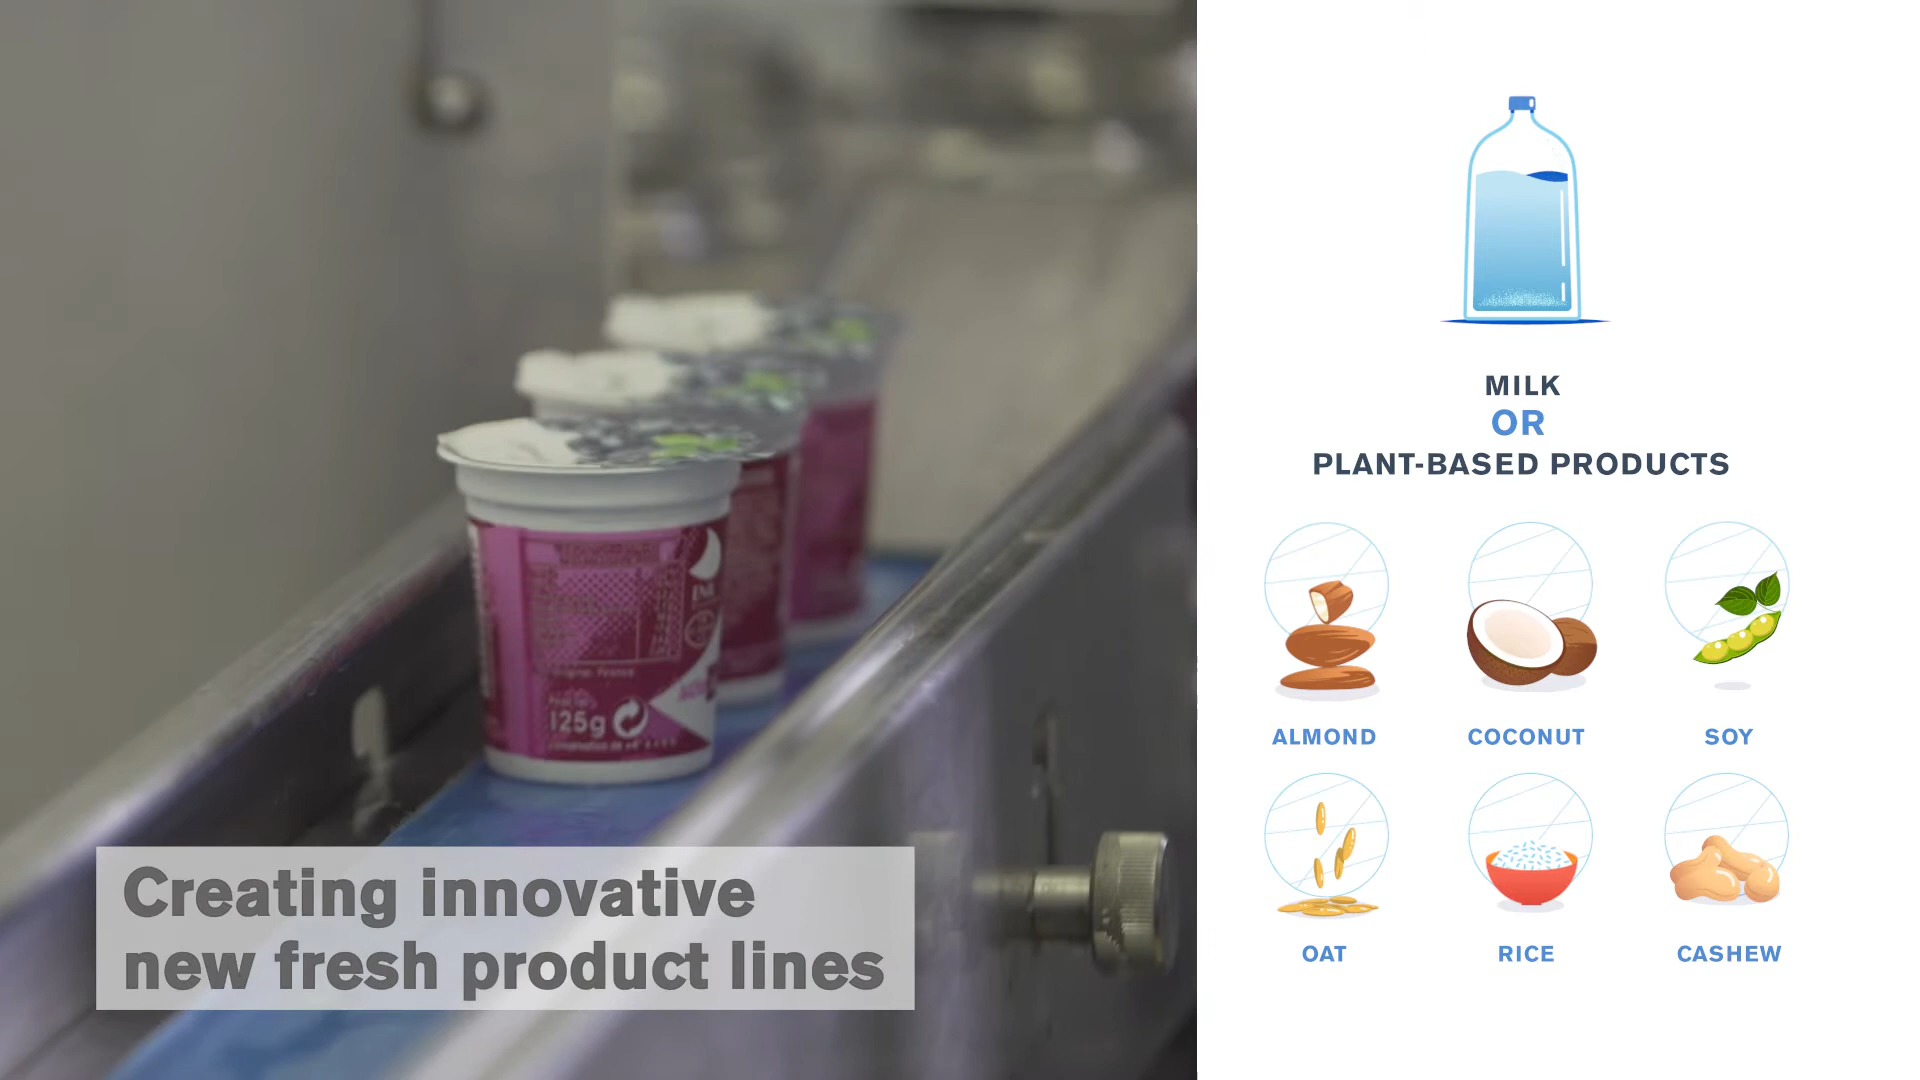 125g
Creating innovative
new fresh product lines
MILK
OR
PLANT-BASED PRODUCTS
ALMOND
COCONUT
SOY
OAT
RICE
CASHEW